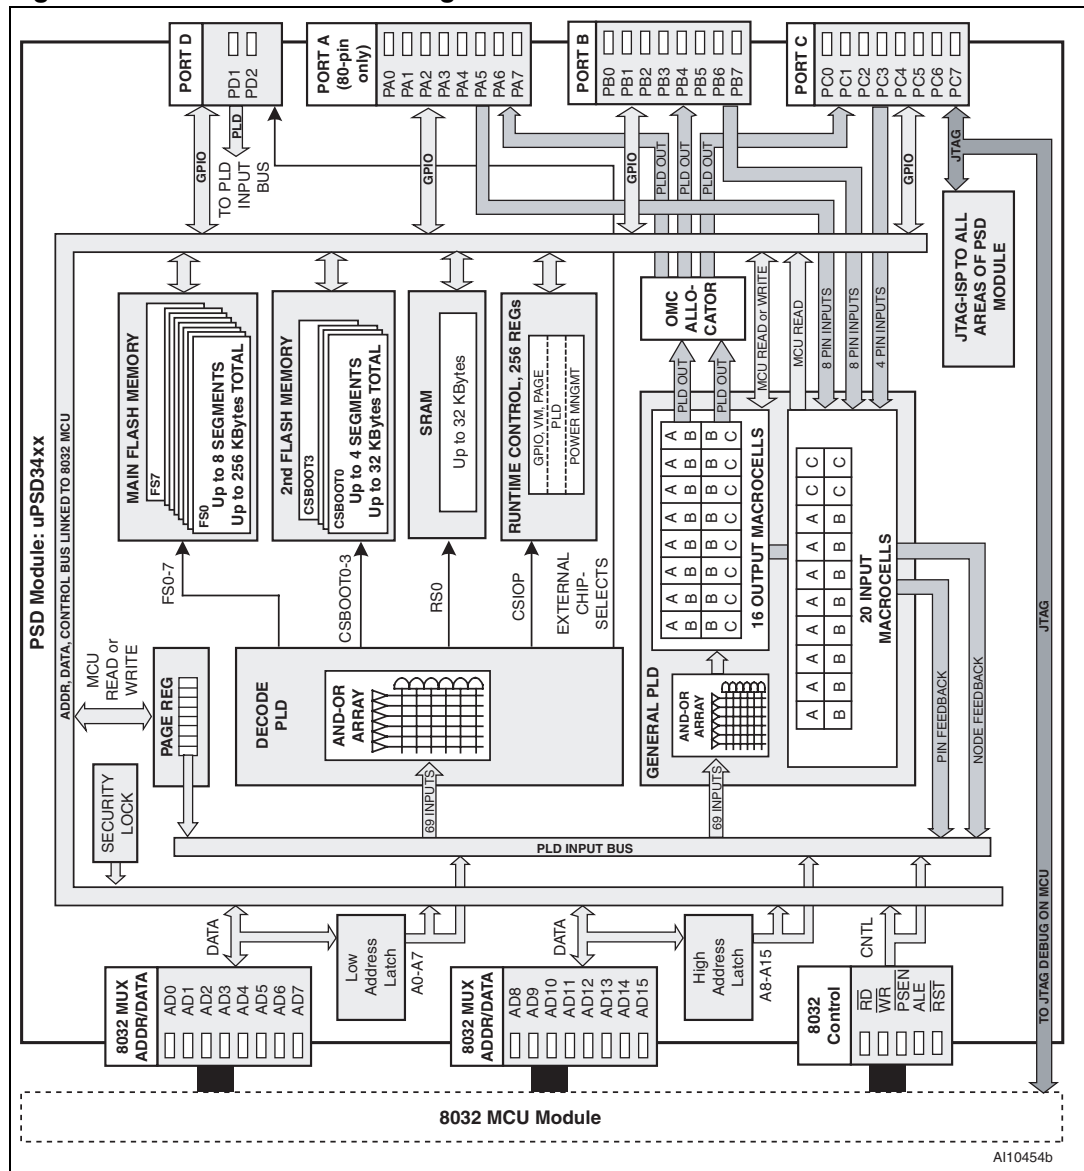 PORT D
PD1
PD2
PORT A
(80-pin
only)
PA0
PA1
PA2
PA3
PA4
PA5
PA6
PA7
PORT B
PB0
PB1
PB2
PB3
PB4
PB5
PB6
PB7
PORT C
PC0
PC1
PC2
PC3
PC4
PC5
PC6
PC7
GPIO
PLD
TO PLD
INPUT
BUS
GPIO
PLD OUT
GPIO
PLD OUT
PLD OUT
GPIO
JTAG
JTAG-ISP TO ALL
AREAS OF PSD
MODULE
PSD Module: uPSD34xx
ADDR, DATA, CONTROL BUS LINKED TO 8032 MCU
MAIN FLASH MEMORY
FS7
FS0
Up to 8 SEGMENTS
Up to 256 KBytes TOTAL
2nd FLASH MEMORY
CSBOOT3
CSBOOT0
Up to 4 SEGMENTS
Up to 32 KBytes TOTAL
SRAM
Up to 32 KBytes
RUNTIME CONTROL, 256 REGs
GPIO, VM, PAGE
PLD
POWER MNGMT
OMC
ALLO-
CATOR
MCU READ or WRITE
MCU READ
8 PIN INPUTS
8 PIN INPUTS
4 PIN INPUTS
PLD OUT
PLD OUT
GENERAL PLD
A A A A A A A A
B B B B B B B B
B B B B B B B B
C C C C C C C C
16 OUTPUT MACROCELLS
A A A A A A A A C C
B B B B B B B B C C
20 INPUT
MACROCELLS
AND-OR
ARRAY
FS0-7
CSBOOT0-3
RS0
CSIOP
EXTERNAL
CHIP-
SELECTS
MCU
READ or
WRITE
PAGE REG
DECODE
PLD
AND-OR
ARRAY
69 INPUTS
69 INPUTS
PIN FEEDBACK
NODE FEEDBACK
JTAG
SECURITY
LOCK
PLD INPUT BUS
DATA
Low
Address
Latch
A0-A7
DATA
High
Address
Latch
A8-A15
CNTL
TO JTAG DEBUG ON MCU
8032 MUX
ADDR/DATA
AD0
AD1
AD2
AD3
AD4
AD5
AD6
AD7
8032 MUX
ADDR/DATA
AD8
AD9
AD10
AD11
AD12
AD13
AD14
AD15
8032
Control
RD
WR
PSEN
ALE
RST
8032 MCU Module
AI10454b